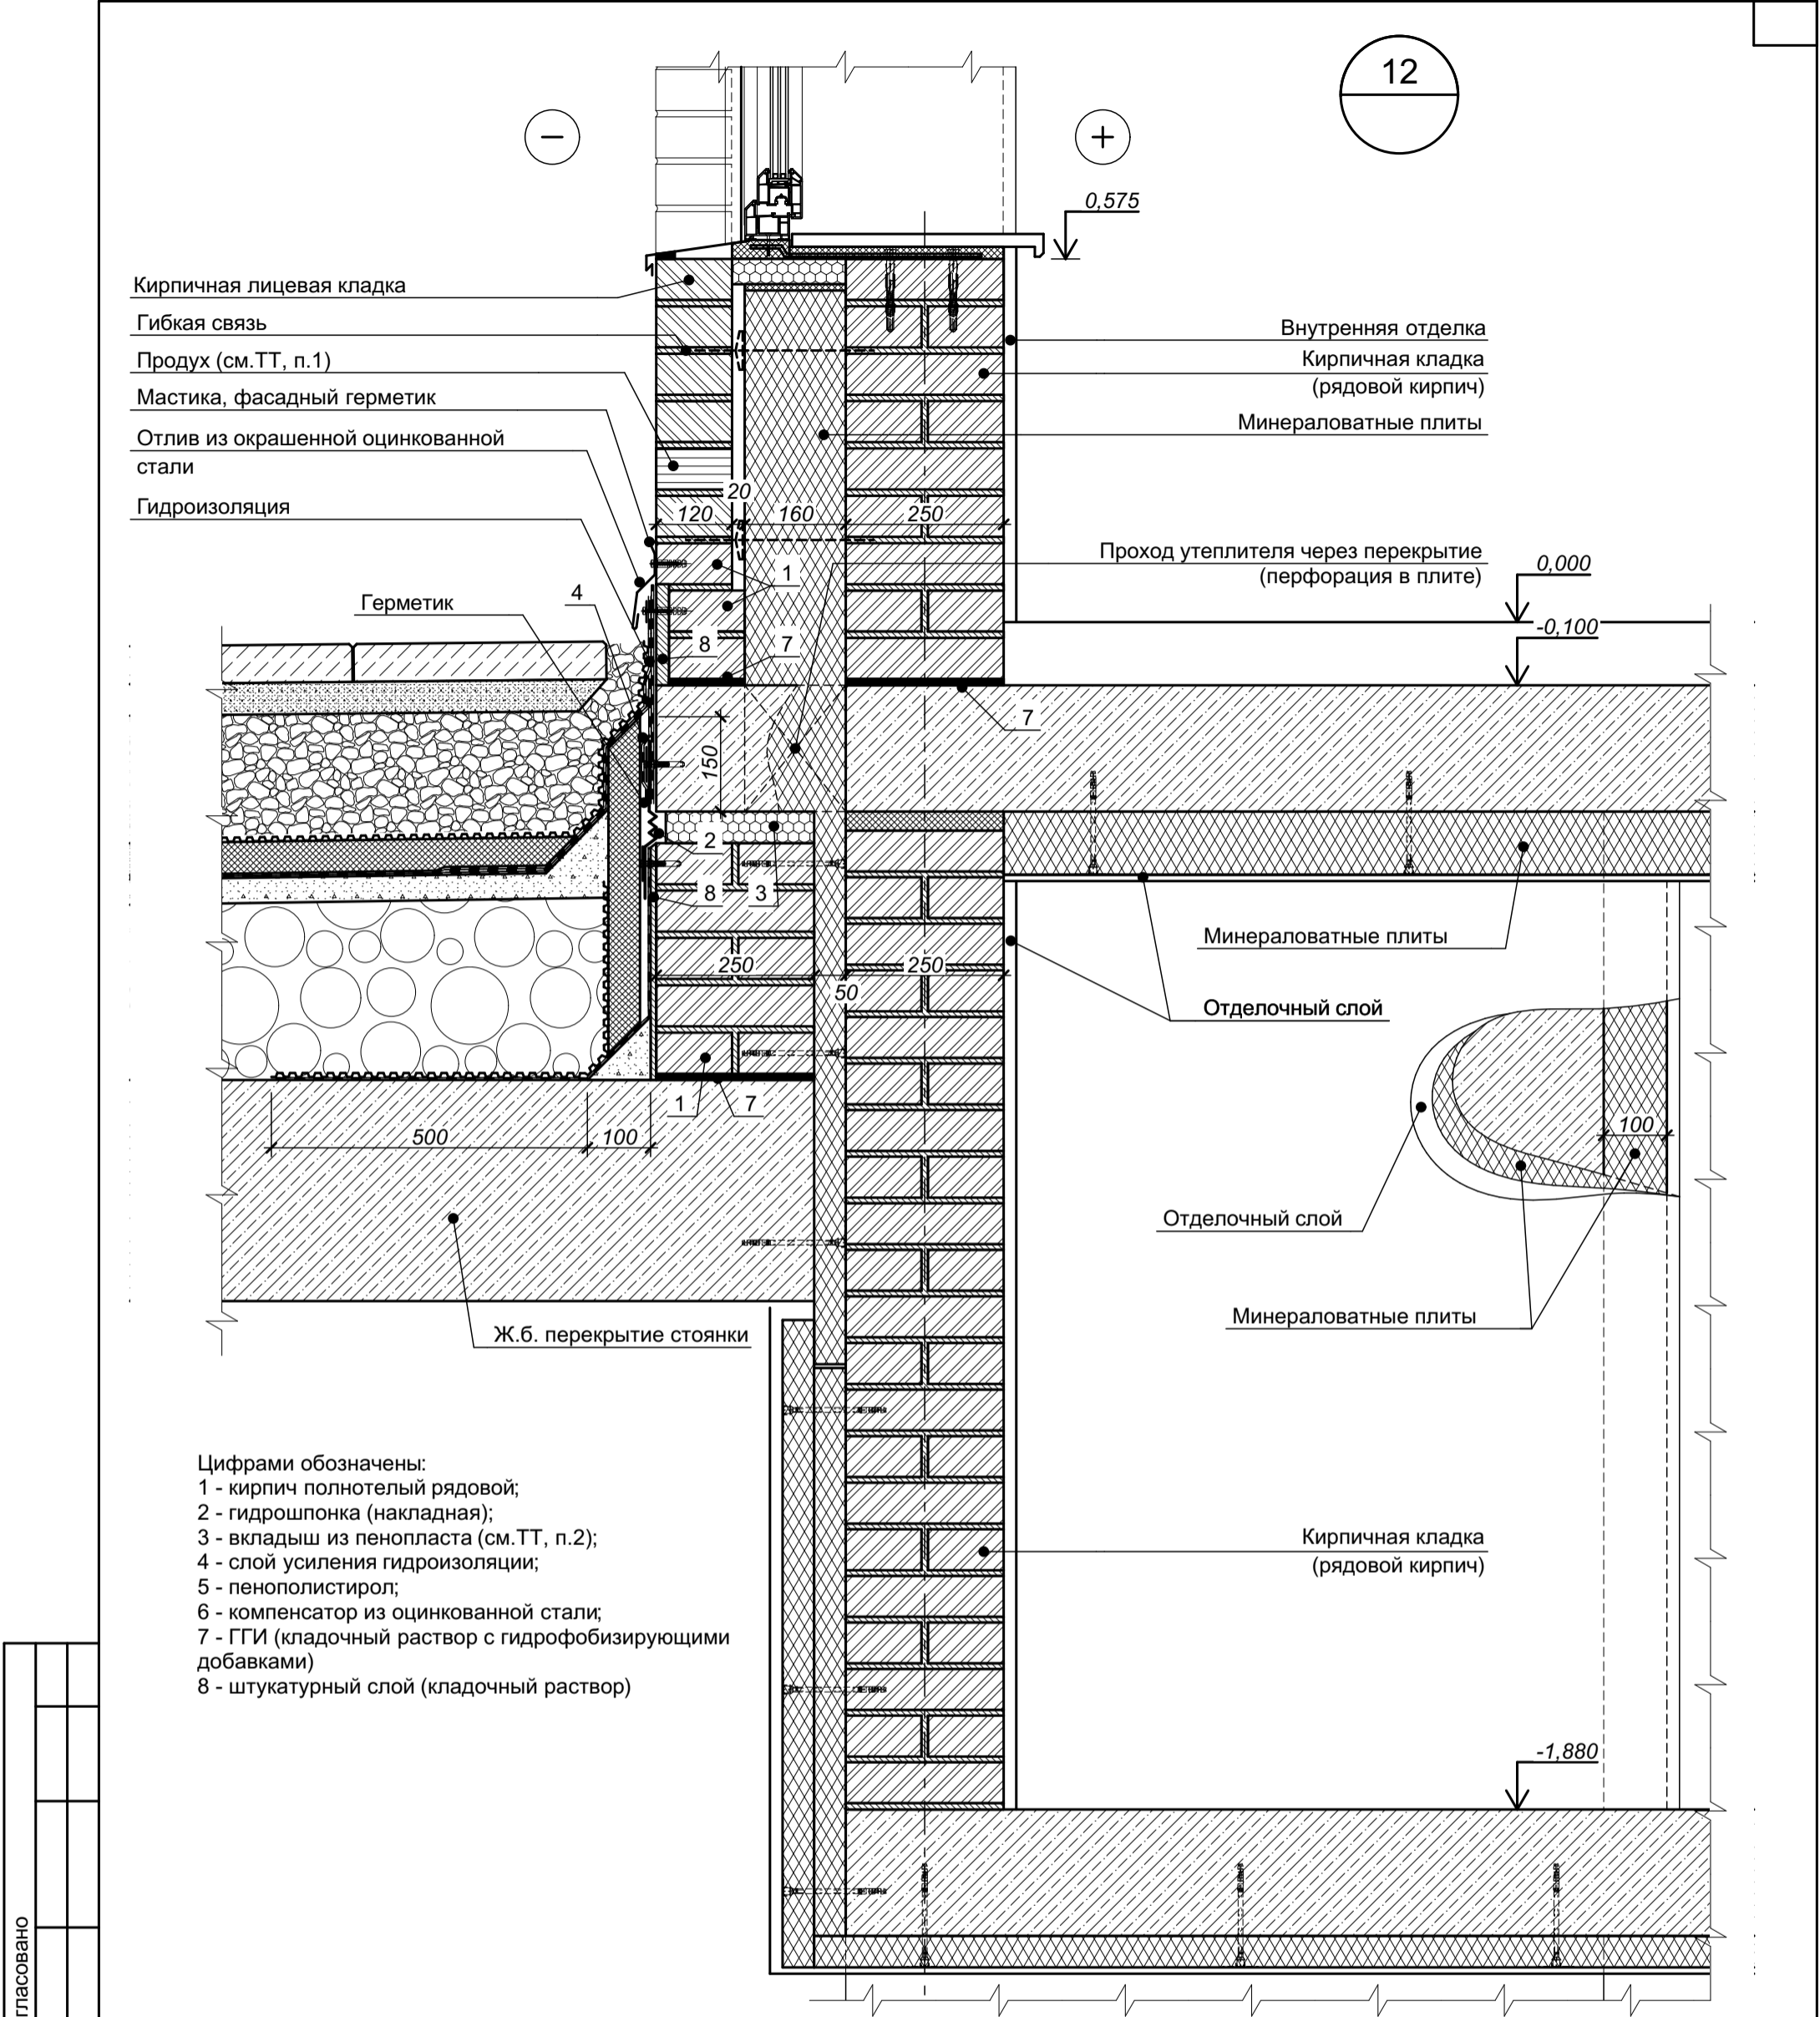 12
−
+
0,575
Кирпичная лицевая кладка
Гибкая связь
Продух (см.ТТ, п.1)
Мастика, фасадный герметик
Отлив из окрашенной оцинкованной
стали
Гидроизоляция
Внутренняя отделка
Кирпичная кладка
(рядовой кирпич)
Минераловатные плиты
20
120
160
250
Проход утеплителя через перекрытие
(перфорация в плите)
0,000
-0,100
1
4
Герметик
8
7
7
150
2
8
3
Минераловатные плиты
250
250
50
Отделочный слой
1
7
500
100
100
Отделочный слой
Минераловатные плиты
Ж.б. перекрытие стоянки
Цифрами обозначены:
1 - кирпич полнотелый рядовой;
2 - гидрошпонка (накладная);
3 - вкладыш из пенопласта (см.ТТ, п.2);
4 - слой усиления гидроизоляции;
5 - пенополистирол;
6 - компенсатор из оцинкованной стали;
7 - ГГИ (кладочный раствор с гидрофобизирующими
добавками)
8 - штукатурный слой (кладочный раствор)
Кирпичная кладка
(рядовой кирпич)
-1,880
гласовано